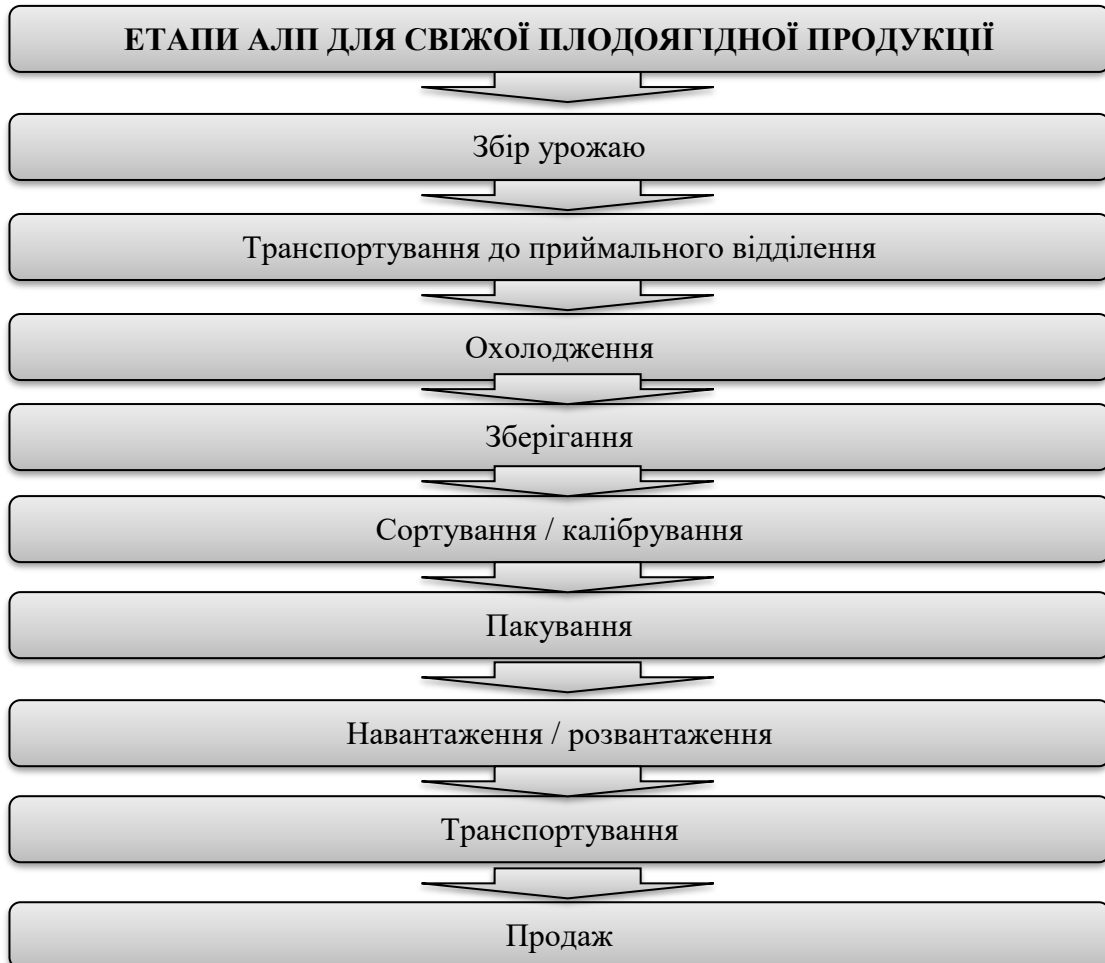 ЕТАПИ АЛП ДЛЯ СВІЖОЇ ПЛОДОЯГІДНОЇ ПРОДУКЦІЇ
Збір урожаю
Транспортування до приймального відділення
Охолодження
Зберігання
Сортування / калібрування
Пакування
Навантаження / розвантаження
Транспортування
Продаж